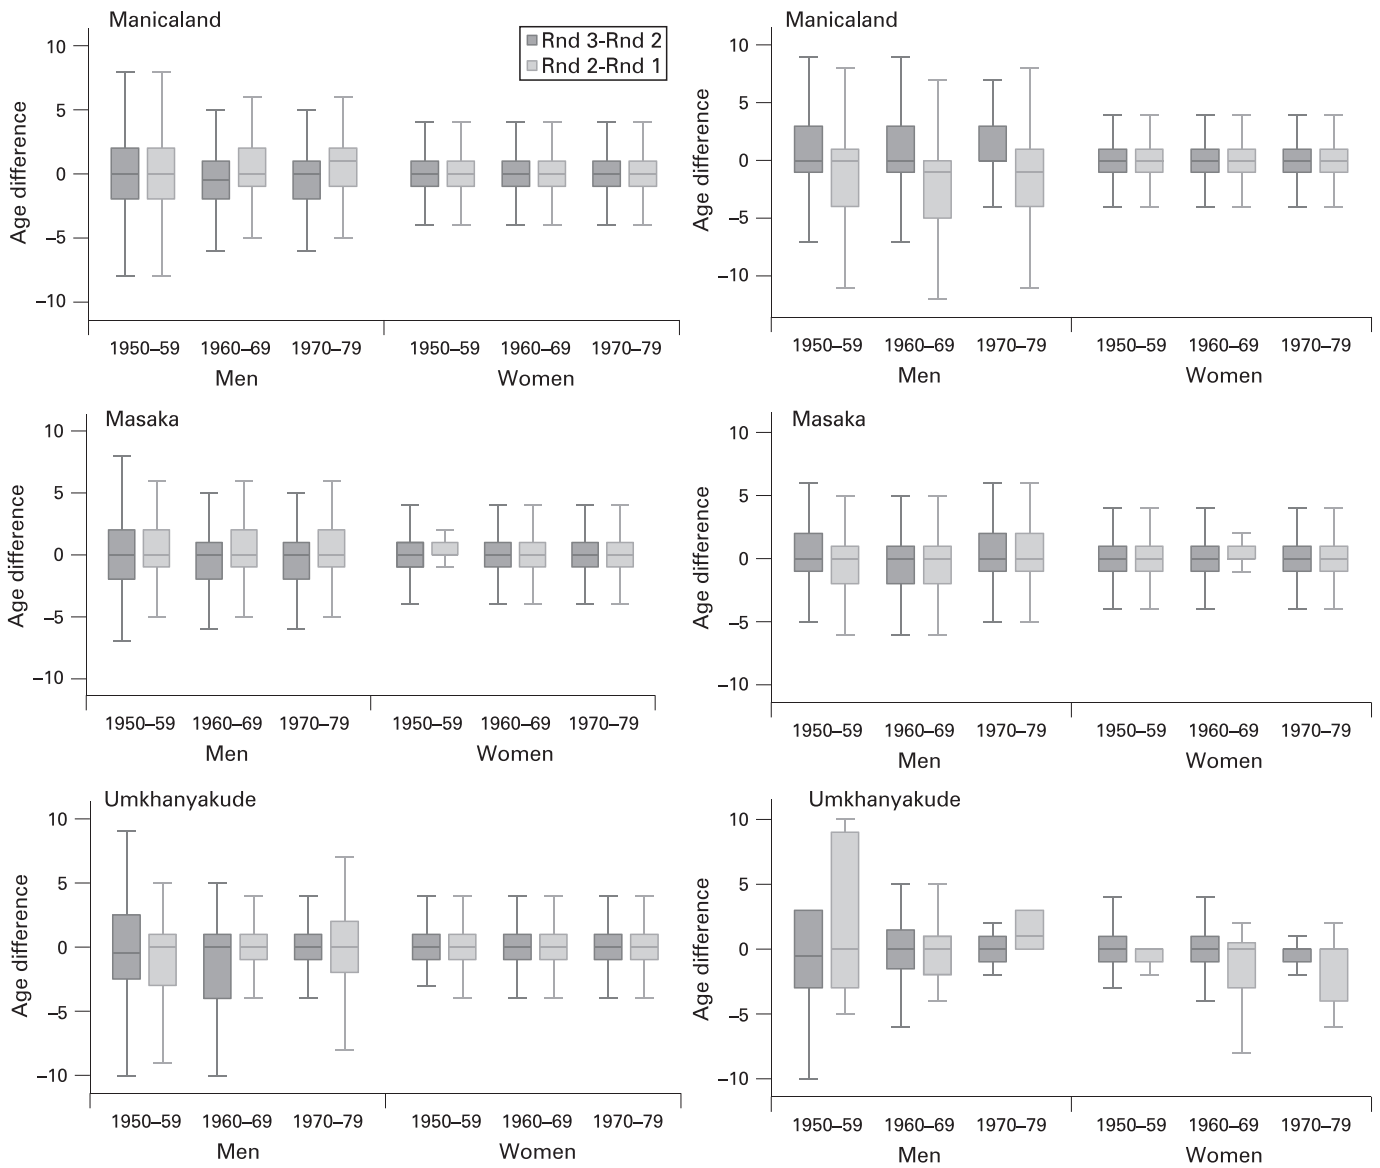 Manicaland
Rnd 3-Rnd 2
Rnd 2-Rnd 1
10
5
0
–5
–10
Age difference
1950–59 1960–69 1970–79 1950–59 1960–69 1970–79
Men Women
Manicaland
10
5
0
–5
–10
Age difference
1950–59 1960–69 1970–79 1950–59 1960–69 1970–79
Men Women
Masaka
10
5
0
–5
–10
Age difference
1950–59 1960–69 1970–79 1950–59 1960–69 1970–79
Men Women
Masaka
10
5
0
–5
–10
Age difference
1950–59 1960–69 1970–79 1950–59 1960–69 1970–79
Men Women
Umkhanyakude
10
5
0
–5
–10
Age difference
1950–59 1960–69 1970–79 1950–59 1960–69 1970–79
Men Women
Umkhanyakude
10
5
0
–5
–10
Age difference
1950–59 1960–69 1970–79 1950–59 1960–69 1970–79
Men Women